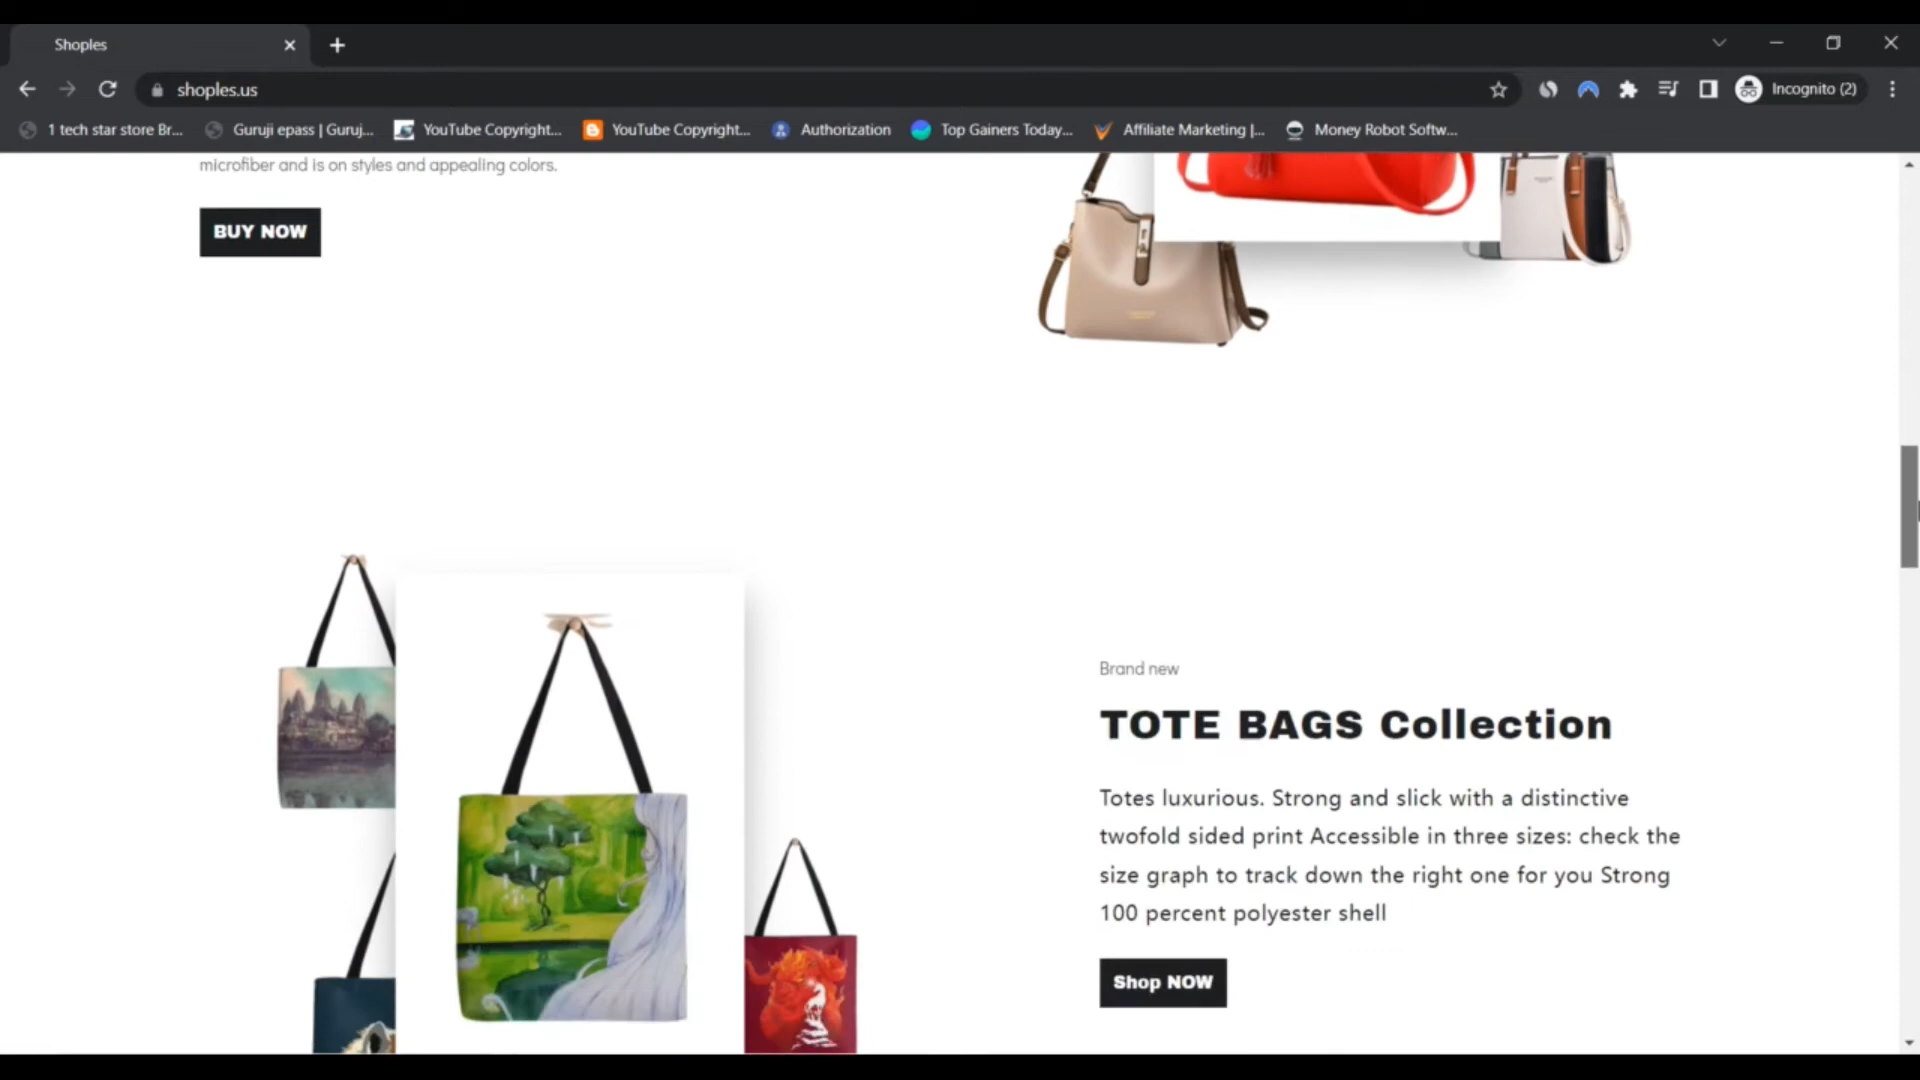 Shoples
shoples.us
Incognito (2)
1 tech star store Br...
Guruji epass | Guruj...
YouTube Copyright...
YouTube Copyright...
Authorization
Top Gainers Today...
Affiliate Marketing |...
Money Robot Softw...
microfiber and is on styles and appealing colors.
BUY NOW
Brand new
TOTE BAGS Collection
Totes luxurious. Strong and slick with a distinctive
twofold sided print Accessible in three sizes: check the
size graph to track down the right one for you Strong
100 percent polyester shell
Shop NOW